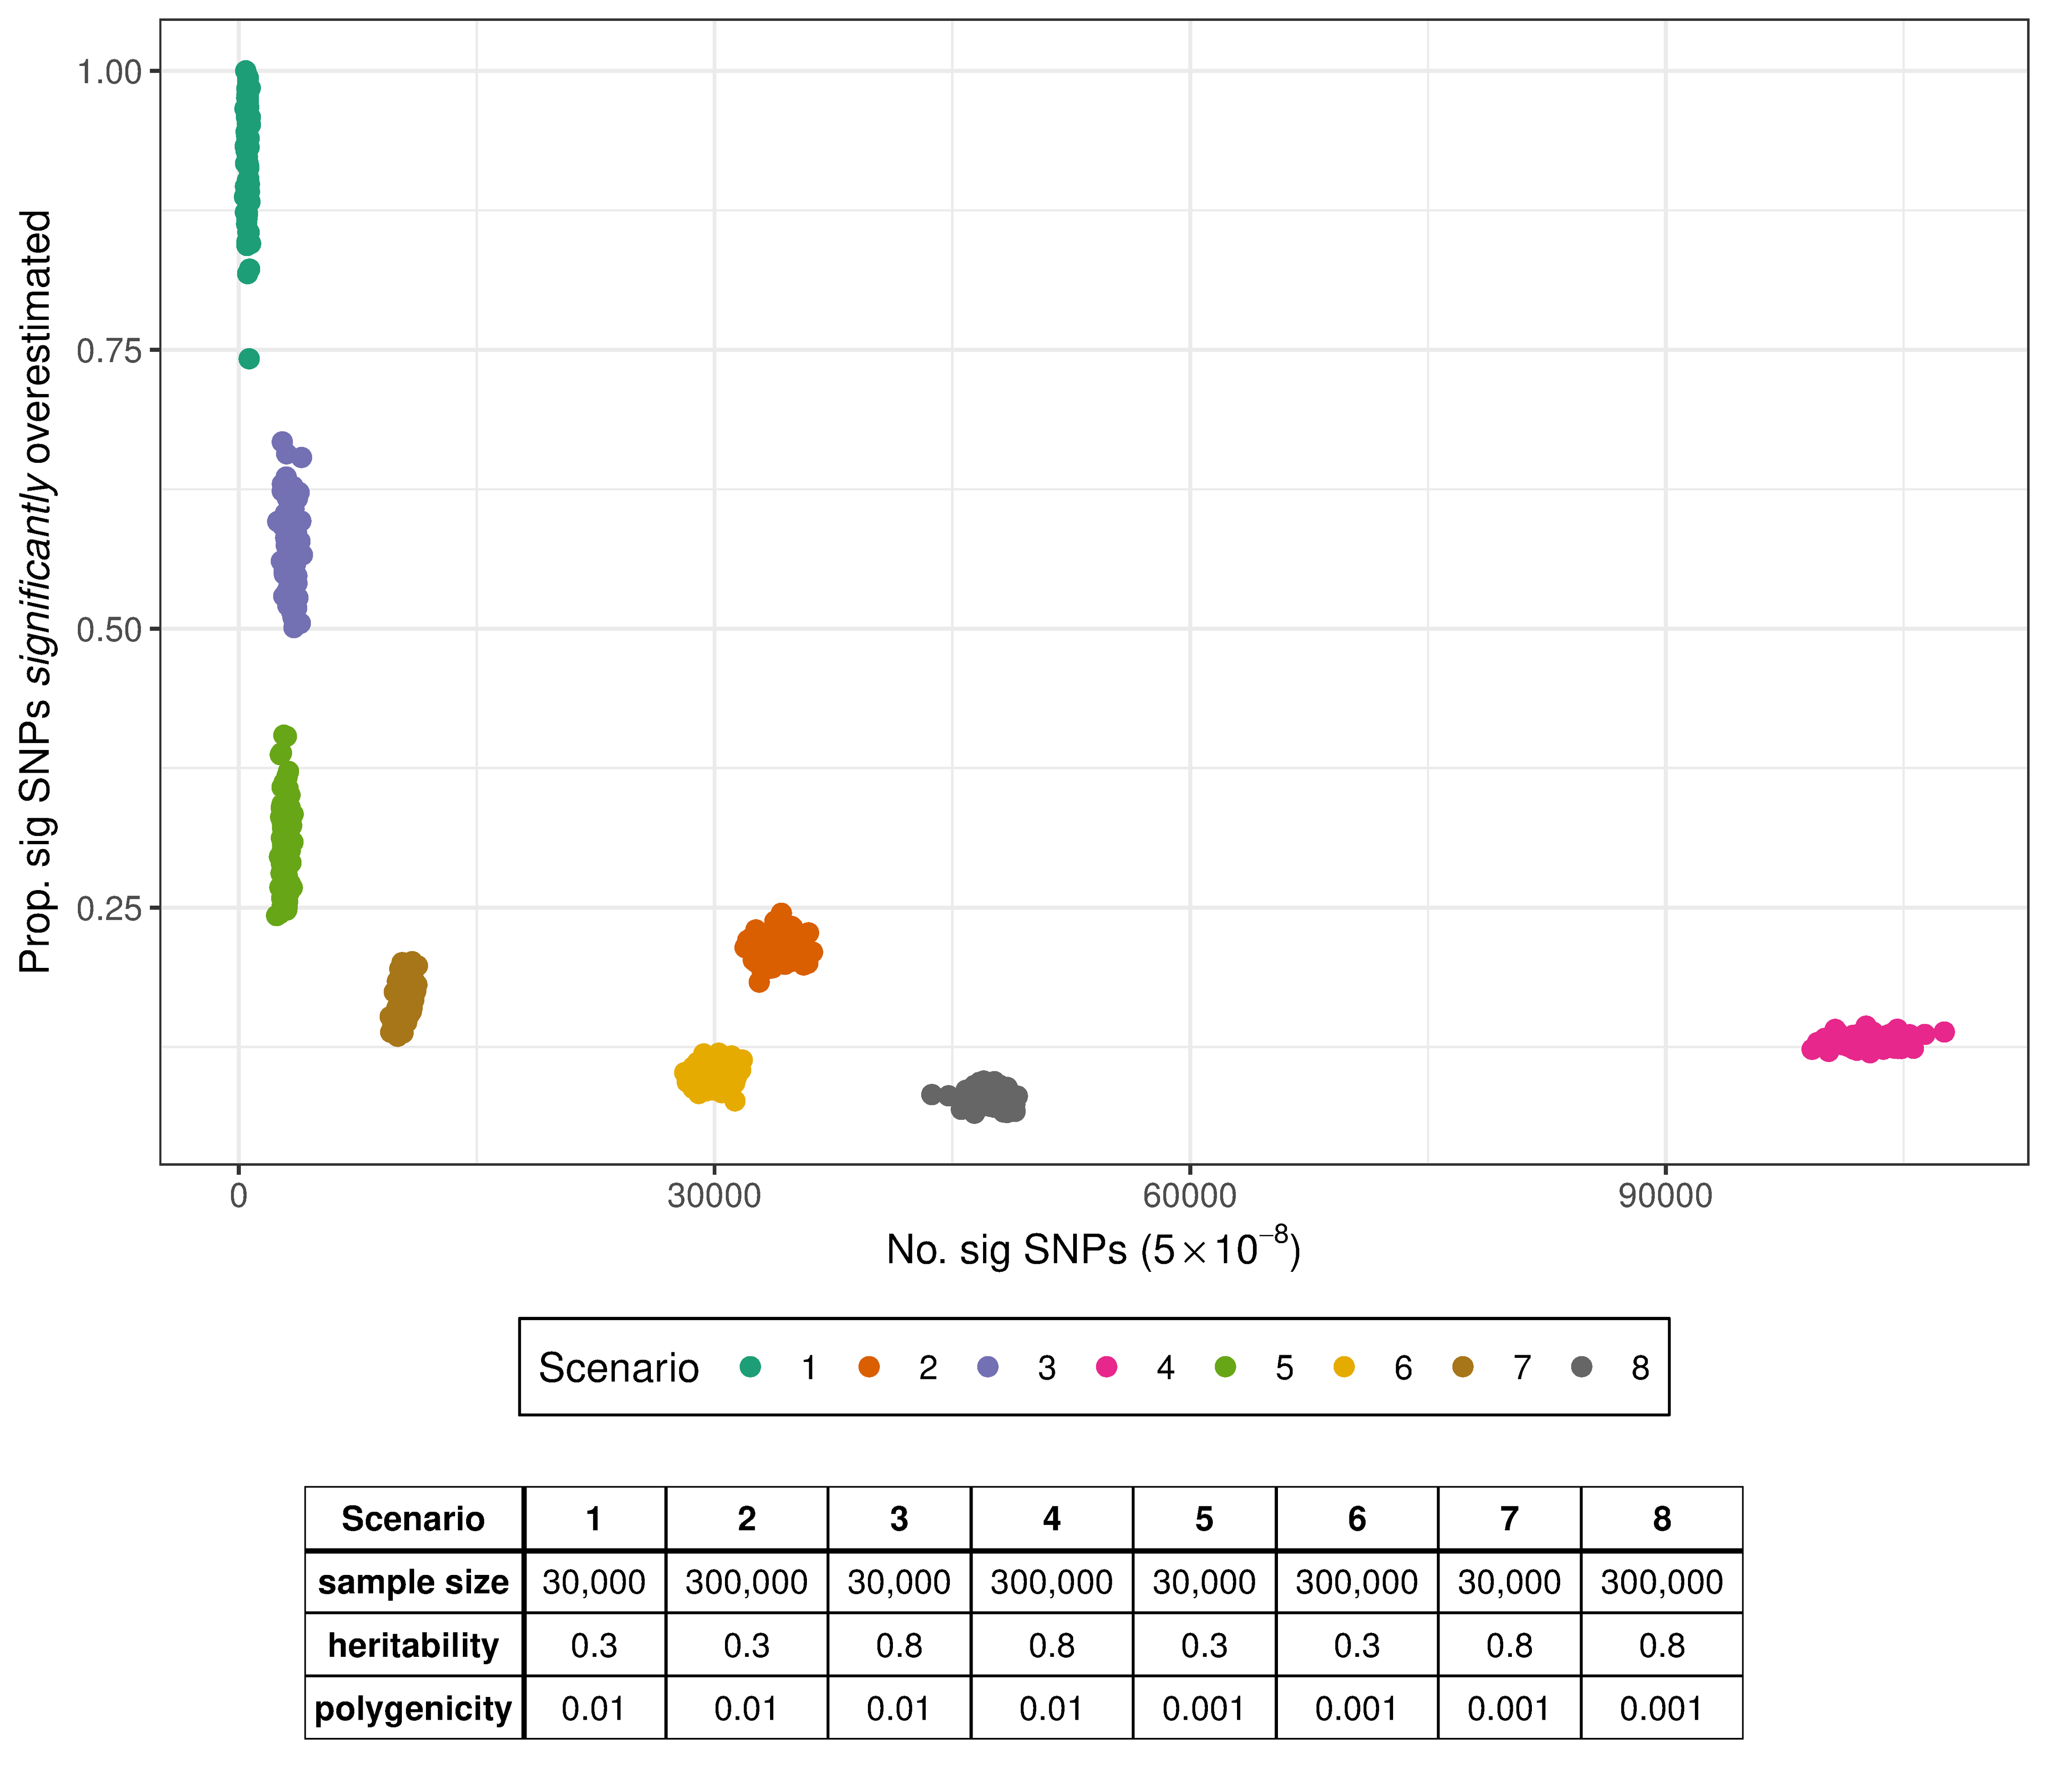 Prop. sig SNPs significantly overestimated
1.00
0.75
0.50
0.25
0 30000 60000 90000
No. sig SNPs (5×10⁻⁸)
Scenario 1 2 3 4 5 6 7 8
Scenario 1 2 3 4 5 6 7 8
sample size 30,000 300,000 30,000 300,000 30,000 300,000 30,000 300,000
heritability 0.3 0.3 0.8 0.8 0.3 0.3 0.8 0.8
polygenicity 0.01 0.01 0.01 0.01 0.001 0.001 0.001 0.001